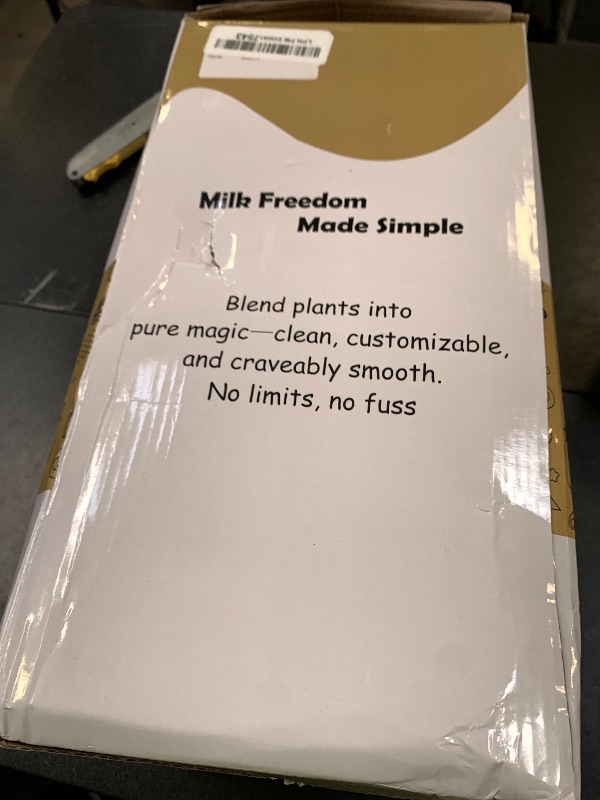 Milk Freedom
Made Simple
Blend plants into
pure magic—clean, customizable,
and craveably smooth.
No limits, no fuss